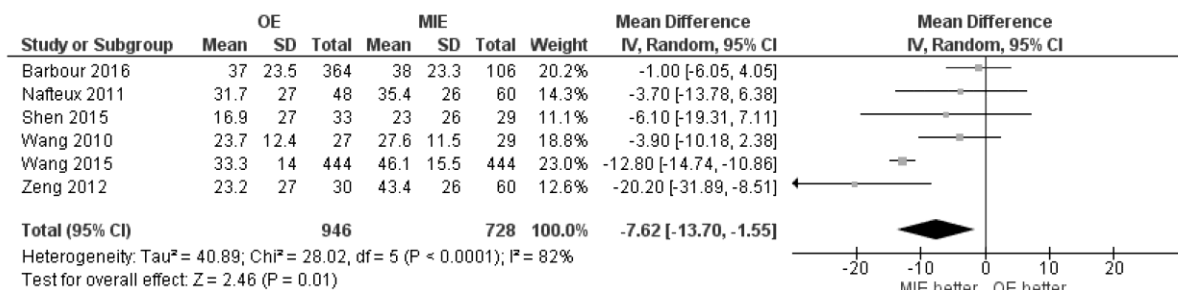 OE MIE Mean Difference Mean Difference
Study or Subgroup Mean SD Total Mean SD Total Weight IV, Random, 95% CI IV, Random, 95% CI
Barbour 2016 37 23.5 364 38 23.3 106 20.2% -1.00 [-6.05, 4.05]
Nafteux 2011 31.7 27 48 35.4 26 60 14.3% -3.70 [-13.78, 6.38]
Shen 2015 16.9 27 33 23 26 29 11.1% -6.10 [-19.31, 7.11]
Wang 2010 23.7 12.4 27 27.6 11.5 29 18.8% -3.90 [-10.18, 2.38]
Wang 2015 33.3 14 444 46.1 15.5 444 23.0% -12.80 [-14.74, -10.86]
Zeng 2012 23.2 27 30 43.4 26 60 12.6% -20.20 [-31.89, -8.51]
Total (95% CI) 946 728 100.0% -7.62 [-13.70, -1.55]
Heterogeneity: Tau² = 40.89; Chi² = 28.02, df = 5 (P < 0.0001); I² = 82%
Test for overall effect: Z = 2.46 (P = 0.01)
-20 -10 0 10 20
MIE better OE better